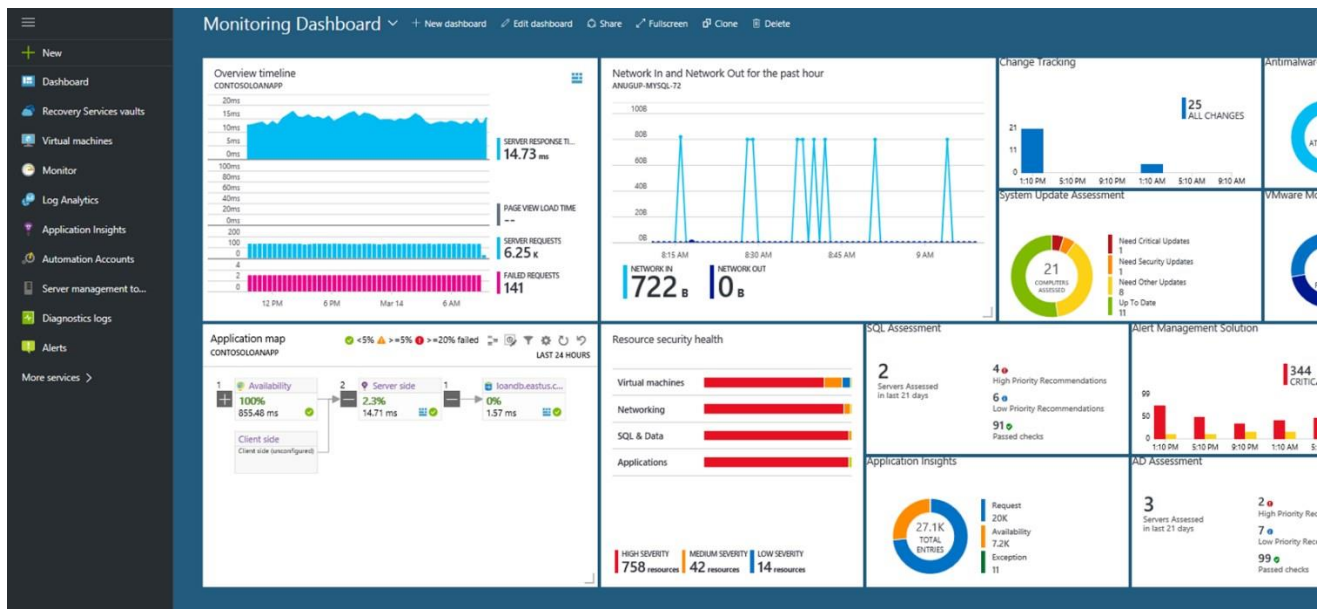 Monitoring Dashboard
+ New dashboard
Edit dashboard
Share
Fullscreen
Clone
Delete
New
Dashboard
Recovery Services vaults
Virtual machines
Monitor
Log Analytics
Application Insights
Automation Accounts
Server management to...
Diagnostics logs
Alerts
More services >
Overview timeline
CONTOSOLOANAPP
20ms
15ms
10ms
5ms
0ms
SERVER RESPONSE TI...
14.73 ms
100ms
80ms
60ms
40ms
20ms
0ms
PAGE VIEW LOAD TIME
--
200
100
0
SERVER REQUESTS
6.25 K
4
2
0
FAILED REQUESTS
141
12 PM 6 PM Mar 14 6 AM
Network In and Network Out for the past hour
ANUGUP-MYSQL-72
100B
80B
60B
40B
20B
0B
8:15 AM 8:30 AM 8:45 AM 9 AM
NETWORK IN
722 B
NETWORK OUT
0 B
Change Tracking
25
ALL CHANGES
21
11
0
1:10 PM 5:10 PM 9:10 PM 1:10 AM 5:10 AM 9:10 AM
Antimalwar
AT
System Update Assessment
21
COMPUTERS
ASSESSED
Need Critical Updates
1
Need Security Updates
1
Need Other Updates
8
Up To Date
11
VMware Mo
Application map
CONTOSOLOANAPP
<5% >=5% >=20% failed
LAST 24 HOURS
1
Availability
100%
855.48 ms
2
Server side
2.3%
14.71 ms
1
loandb.eastus.c...
0%
1.57 ms
Client side
Client side (unconfigured)
Resource security health
Virtual machines
Networking
SQL & Data
Applications
HIGH SEVERITY
758 resources
MEDIUM SEVERITY
42 resources
LOW SEVERITY
14 resources
SQL Assessment
2
Servers Assessed
in last 21 days
4
High Priority Recommendations
6
Low Priority Recommendations
91
Passed checks
Alert Management Solution
344
CRITICA
99
50
0
1:10 PM 5:10 PM 9:10 PM 1:10 AM 5:
Application Insights
27.1K
TOTAL
ENTRIES
Request
20K
Availability
7.2K
Exception
11
AD Assessment
3
Servers Assessed
in last 21 days
2
High Priority Rec
7
Low Priority Reco
99
Passed checks